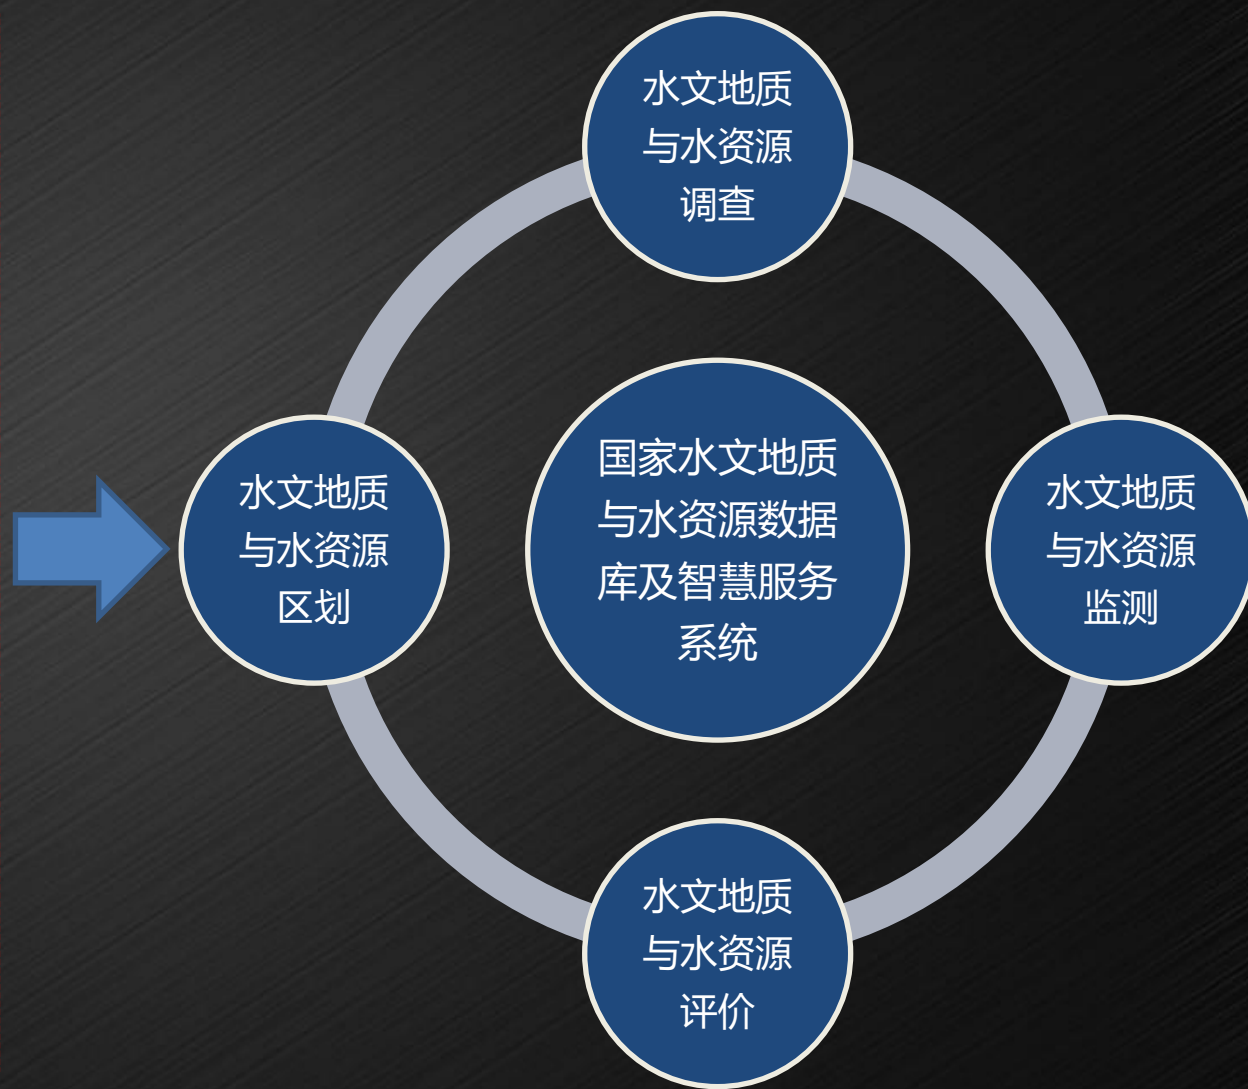 水文地质
与水资源
调查
国家水文地质
与水资源数据
库及智慧服务
系统
水文地质
与水资源
区划
水文地质
与水资源
监测
水文地质
与水资源
评价